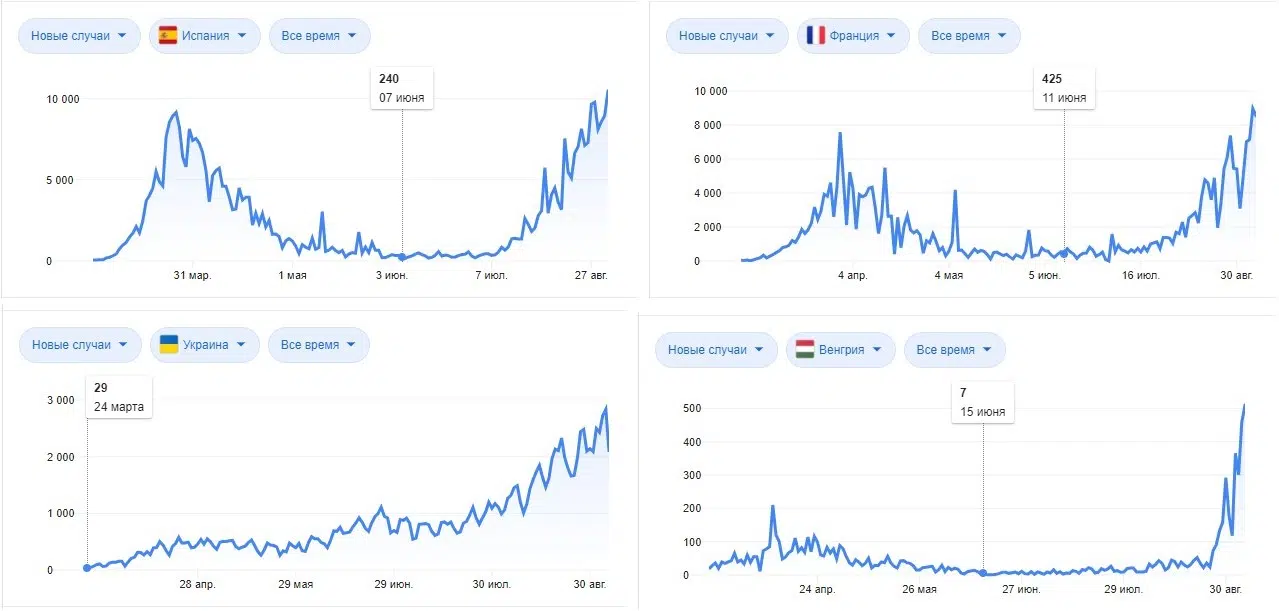 Новые случаи Испания Все время
240
07 июня
10 000
5 000
0
31 мар. 1 мая 3 июн. 7 июл. 27 авг.
Новые случаи Франция Все время
425
11 июня
10 000
8 000
6 000
4 000
2 000
0
4 апр. 4 мая 5 июн. 16 июл. 30 авг.
Новые случаи Украина Все время
29
24 марта
3 000
2 000
1 000
0
28 апр. 29 мая 29 июн. 30 июл. 30 авг.
Новые случаи Венгрия Все время
7
15 июня
500
400
300
200
100
0
24 апр. 26 мая 27 июн. 29 июл. 30 авг.